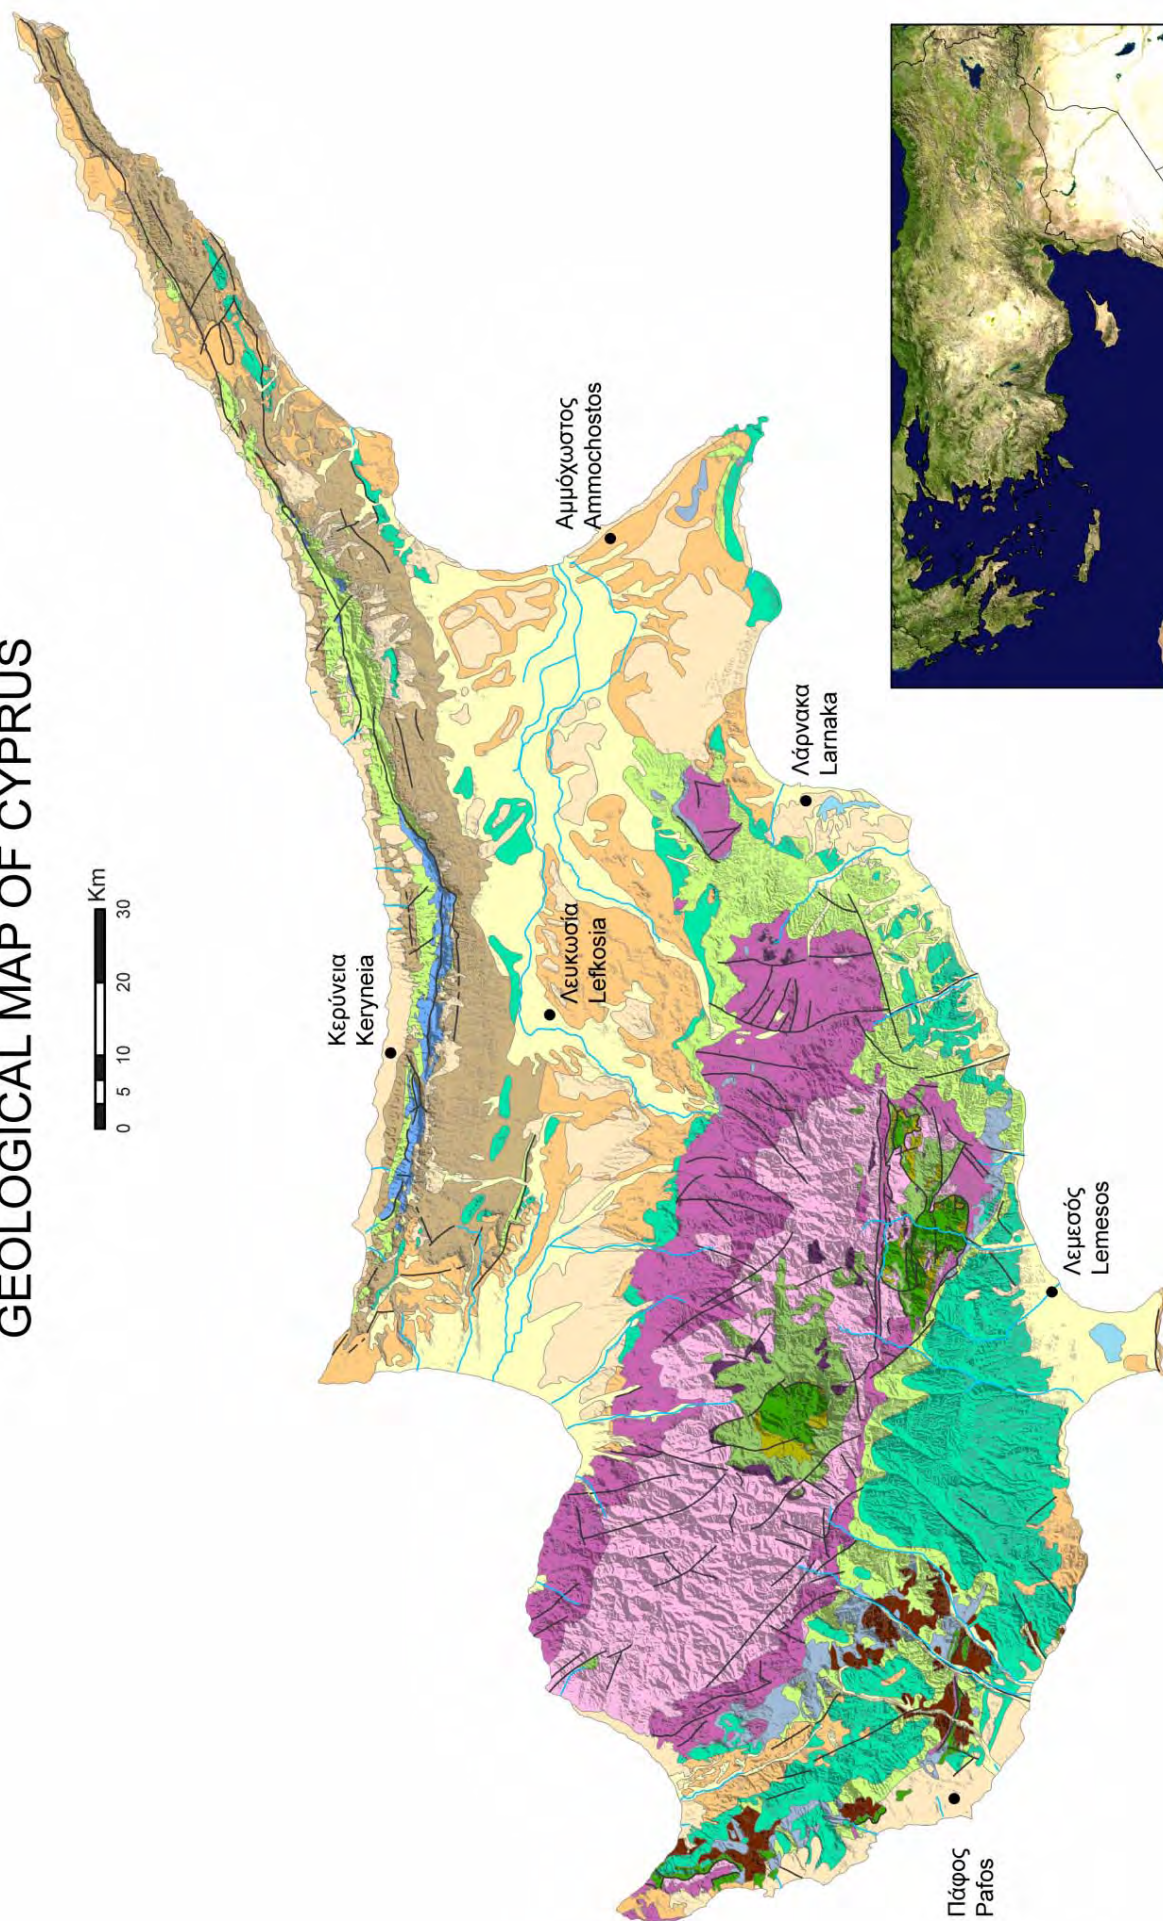 GEOLOGICAL MAP OF CYPRUS
0 5 10 20 30 Km
Κερύνεια
Keryneia
Λευκωσία
Lefkosia
Αμμόχωστος
Ammochostos
Λάρνακα
Larnaka
Λεμεσός
Lemesos
Πάφος
Pafos